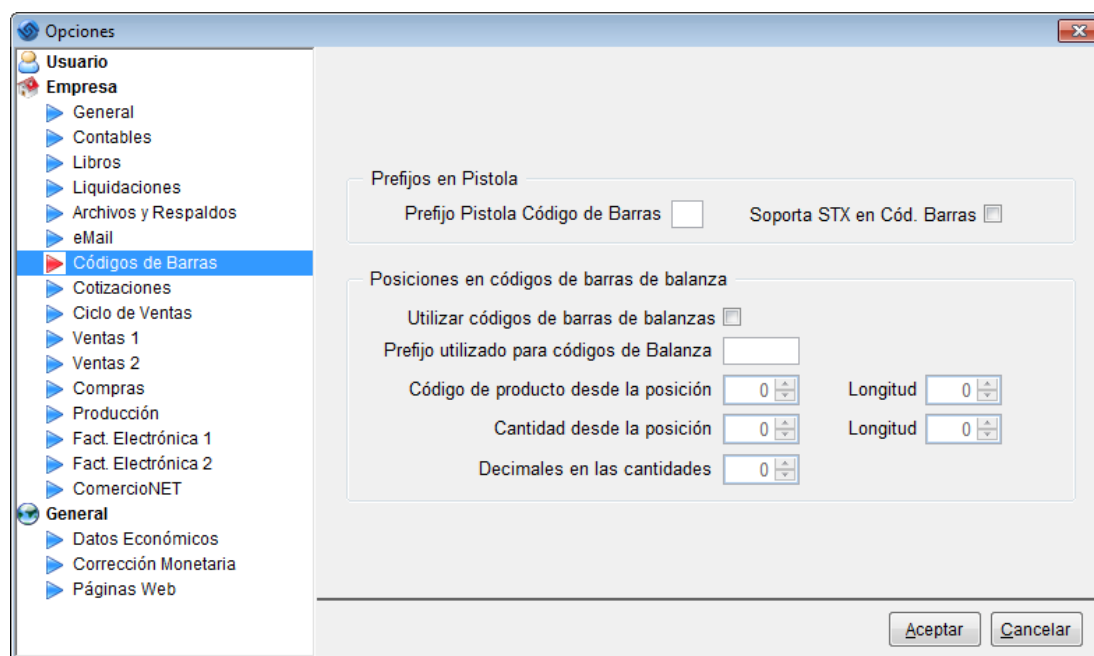 Opciones
Usuario
Empresa
General
Contables
Libros
Liquidaciones
Archivos y Respaldos
eMail
Códigos de Barras
Cotizaciones
Ciclo de Ventas
Ventas 1
Ventas 2
Compras
Producción
Fact. Electrónica 1
Fact. Electrónica 2
ComercioNET
General
Datos Económicos
Corrección Monetaria
Páginas Web
Prefijos en Pistola
Prefijo Pistola Código de Barras Soporta STX en Cód. Barras
Posiciones en códigos de barras de balanza
Utilizar códigos de barras de balanzas
Prefijo utilizado para códigos de Balanza
Código de producto desde la posición 0 Longitud 0
Cantidad desde la posición 0 Longitud 0
Decimales en las cantidades 0
Aceptar Cancelar